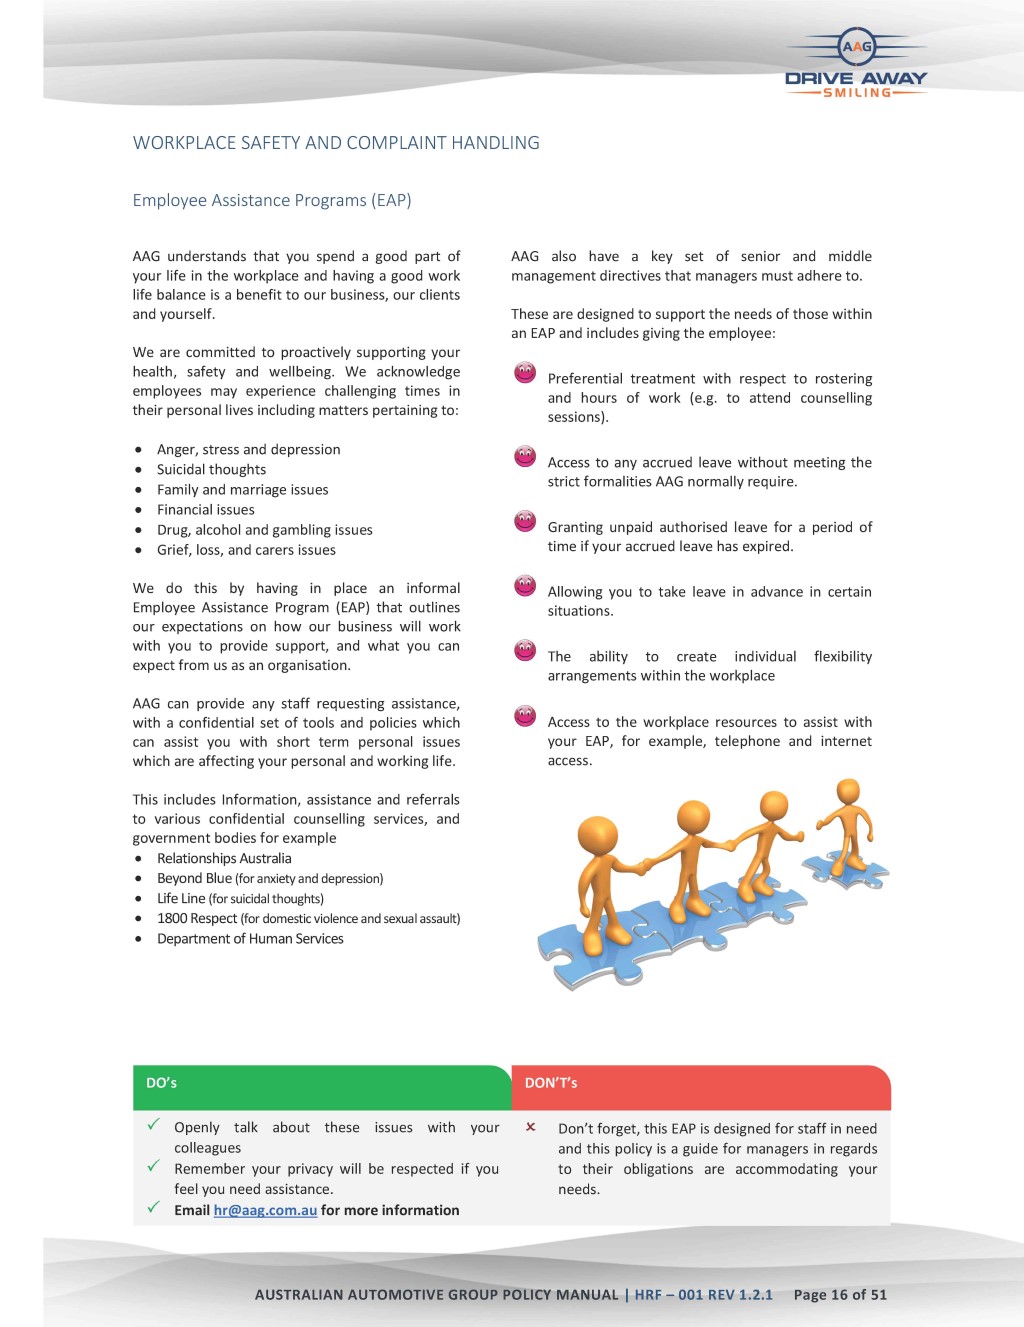 AAG
DRIVE AWAY
SMILING
WORKPLACE SAFETY AND COMPLAINT HANDLING
Employee Assistance Programs (EAP)
AAG understands that you spend a good part of
your life in the workplace and having a good work
life balance is a benefit to our business, our clients
and yourself.
We are committed to proactively supporting your
health, safety and wellbeing. We acknowledge
employees may experience challenging times in
their personal lives including matters pertaining to:
• Anger, stress and depression
• Suicidal thoughts
• Family and marriage issues
• Financial issues
• Drug, alcohol and gambling issues
• Grief, loss, and carers issues
We do this by having in place an informal
Employee Assistance Program (EAP) that outlines
our expectations on how our business will work
with you to provide support, and what you can
expect from us as an organisation.
AAG can provide any staff requesting assistance,
with a confidential set of tools and policies which
can assist you with short term personal issues
which are affecting your personal and working life.
This includes Information, assistance and referrals
to various confidential counselling services, and
government bodies for example
• Relationships Australia
• Beyond Blue (for anxiety and depression)
• Life Line (for suicidal thoughts)
• 1800 Respect (for domestic violence and sexual assault)
• Department of Human Services
AAG also have a key set of senior and middle
management directives that managers must adhere to.
These are designed to support the needs of those within
an EAP and includes giving the employee:
Preferential treatment with respect to rostering
and hours of work (e.g. to attend counselling
sessions).
Access to any accrued leave without meeting the
strict formalities AAG normally require.
Granting unpaid authorised leave for a period of
time if your accrued leave has expired.
Allowing you to take leave in advance in certain
situations.
The ability to create individual flexibility
arrangements within the workplace
Access to the workplace resources to assist with
your EAP, for example, telephone and internet
access.
DO's
✓ Openly talk about these issues with your
colleagues
✓ Remember your privacy will be respected if you
feel you need assistance.
✓ Email hr@aag.com.au for more information
DON'T's
× Don't forget, this EAP is designed for staff in need
and this policy is a guide for managers in regards
to their obligations are accommodating your
needs.
AUSTRALIAN AUTOMOTIVE GROUP POLICY MANUAL | HRF – 001 REV 1.2.1 Page 16 of 51